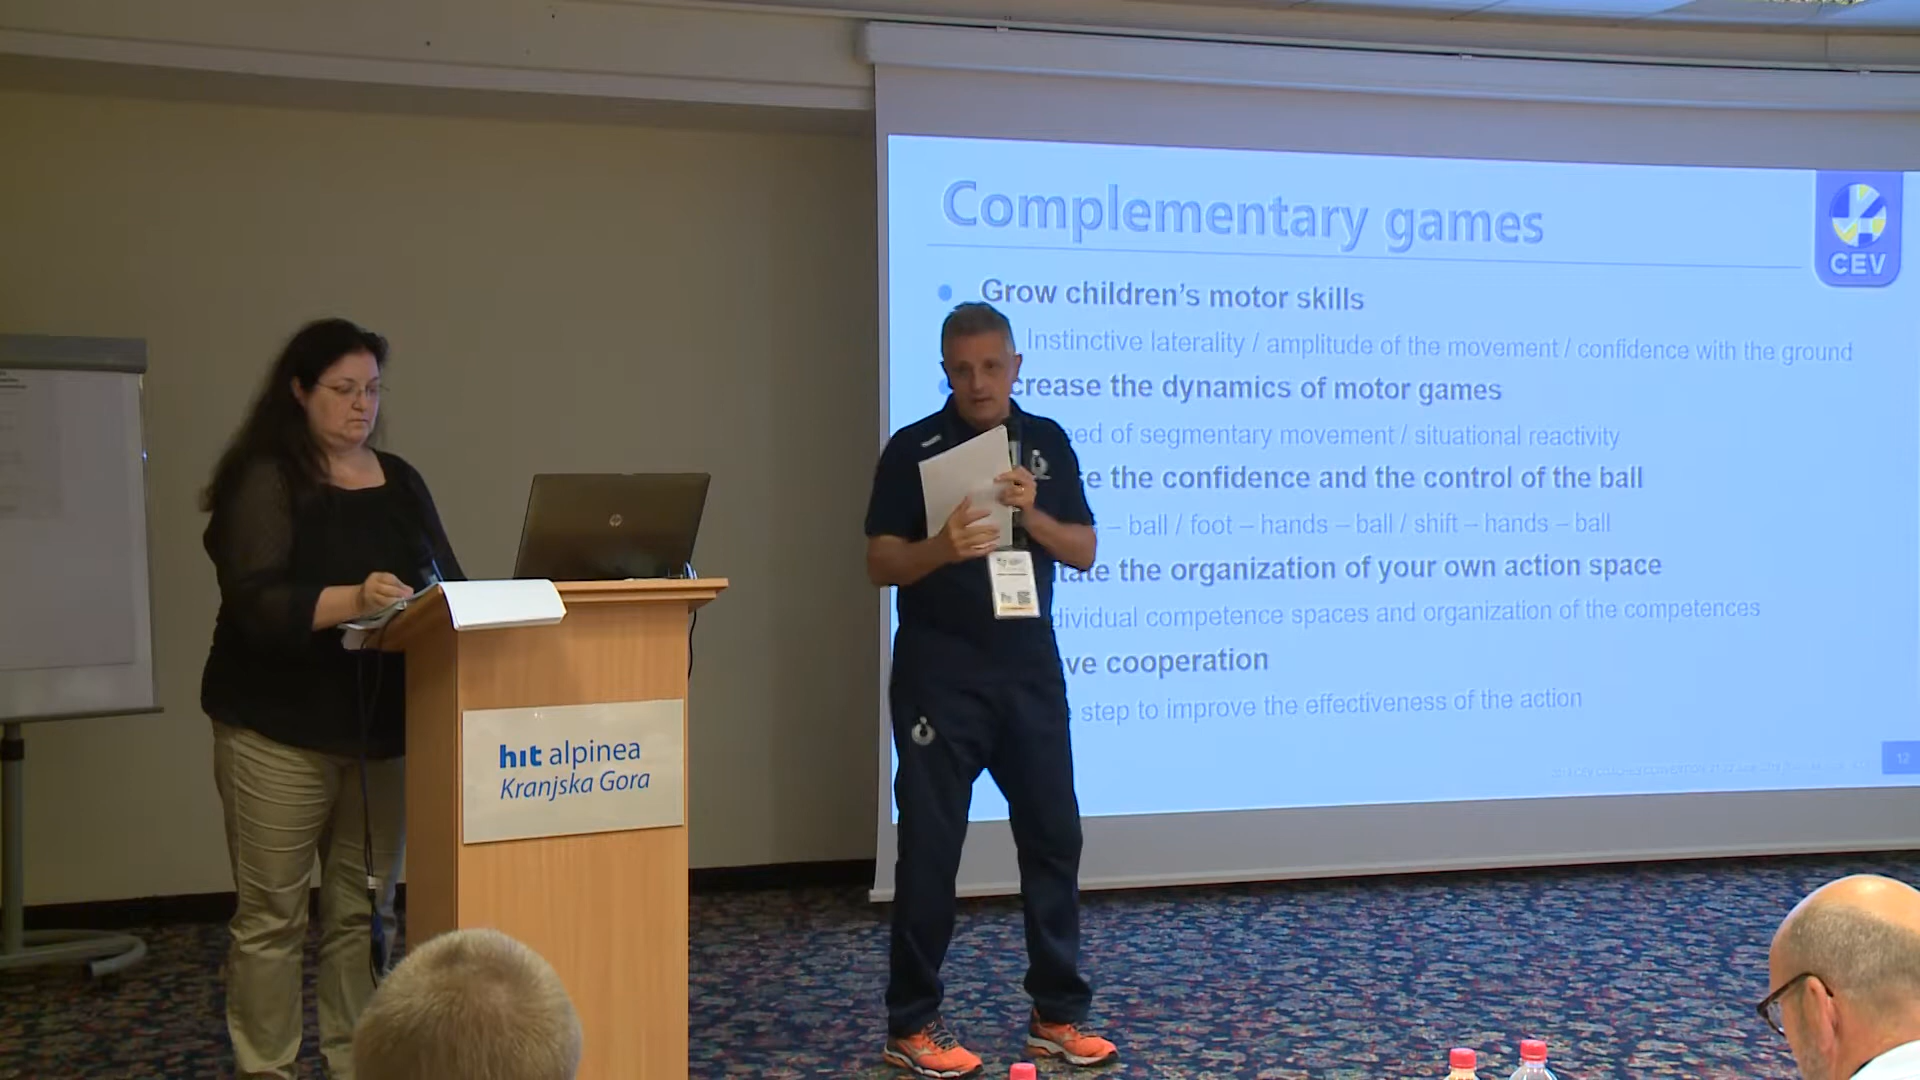 Complementary games
CEV
Grow children's motor skills
Instinctive laterality / amplitude of the movement / confidence with the ground
crease the dynamics of motor games
eed of segmentary movement / situational reactivity
e the confidence and the control of the ball
– ball / foot – hands – ball / shift – hands – ball
tate the organization of your own action space
dividual competence spaces and organization of the competences
ve cooperation
step to improve the effectiveness of the action
12
hit alpinea
Kranjska Gora